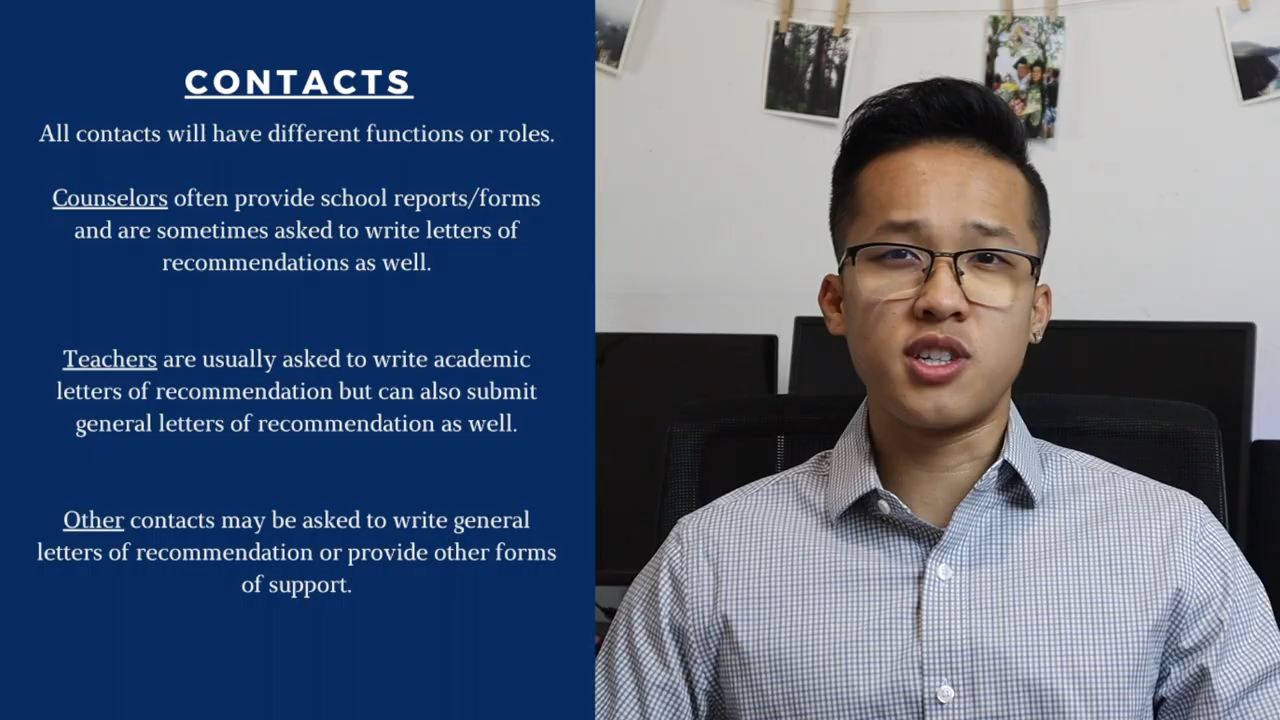 CONTACTS
All contacts will have different functions or roles.
Counselors often provide school reports/forms
and are sometimes asked to write letters of
recommendations as well.
Teachers are usually asked to write academic
letters of recommendation but can also submit
general letters of recommendation as well.
Other contacts may be asked to write general
letters of recommendation or provide other forms
of support.